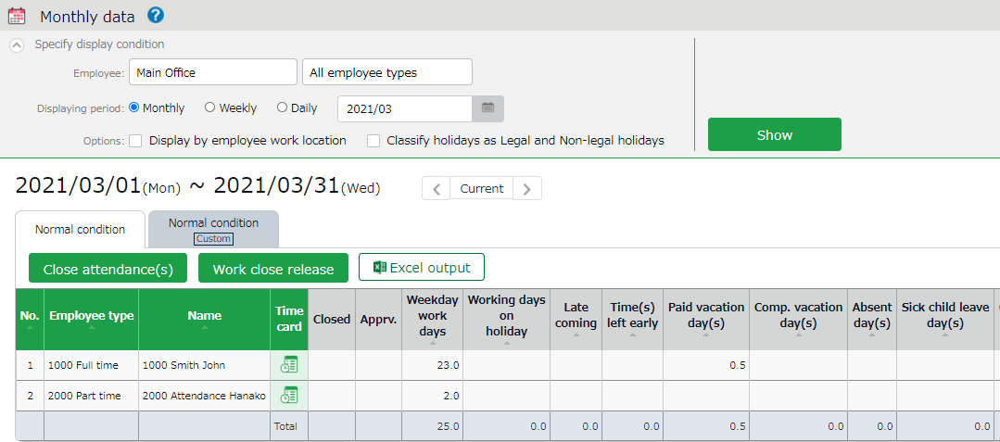 Monthly data ?
Specify display condition
Employee: Main Office All employee types
Displaying period: Monthly Weekly Daily 2021/03
Options: Display by employee work location Classify holidays as Legal and Non-legal holidays
Show
2021/03/01(Mon) ~ 2021/03/31(Wed) < Current >
Normal condition
Normal condition
Custom
Close attendance(s) Work close release Excel output
No. Employee type Name Time card Closed Apprv. Weekday work days Working days on holiday Late coming Time(s) left early Paid vacation day(s) Comp. vacation day(s) Absent day(s) Sick child leave day(s)
1 1000 Full time 1000 Smith John 23.0 0.5
2 2000 Part time 2000 Attendance Hanako 2.0
Total 25.0 0.0 0.0 0.0 0.5 0.0 0.0 0.0